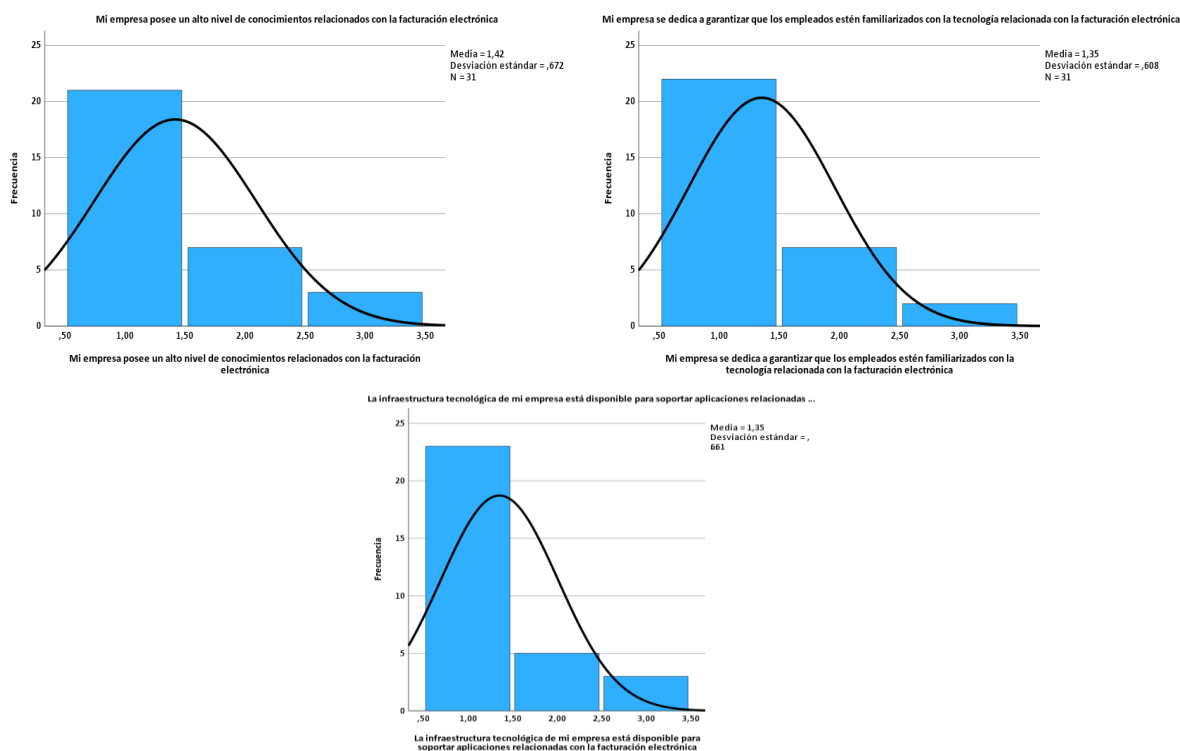 Mi empresa posee un alto nivel de conocimientos relacionados con la facturación electrónica
Media = 1,42
Desviación estándar = ,672
N = 31
Frecuencia
25
20
15
10
5
0
,50
1,00
1,50
2,00
2,50
3,00
3,50
Mi empresa posee un alto nivel de conocimientos relacionados con la facturación
electrónica
Mi empresa se dedica a garantizar que los empleados estén familiarizados con la tecnología relacionada con la facturación electrónica
Media = 1,35
Desviación estándar = ,608
N = 31
Frecuencia
25
20
15
10
5
0
,50
1,00
1,50
2,00
2,50
3,00
3,50
Mi empresa se dedica a garantizar que los empleados estén familiarizados con la
tecnología relacionada con la facturación electrónica
La infraestructura tecnológica de mi empresa está disponible para soportar aplicaciones relacionadas ...
Media = 1,35
Desviación estándar = ,
661
Frecuencia
25
20
15
10
5
0
,50
1,00
1,50
2,00
2,50
3,00
3,50
La infraestructura tecnológica de mi empresa está disponible para
soportar aplicaciones relacionadas con la facturación electrónica